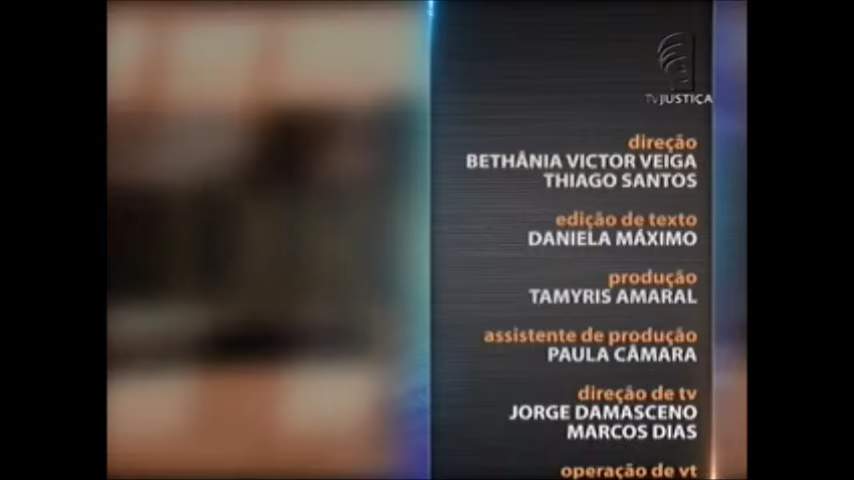 TV JUSTIÇA
direção
BETHÂNIA VICTOR VEIGA
THIAGO SANTOS
edição de texto
DANIELA MÁXIMO
produção
TAMYRIS AMARAL
assistente de produção
PAULA CÂMARA
direção de tv
JORGE DAMASCENO
MARCOS DIAS
operação de vt